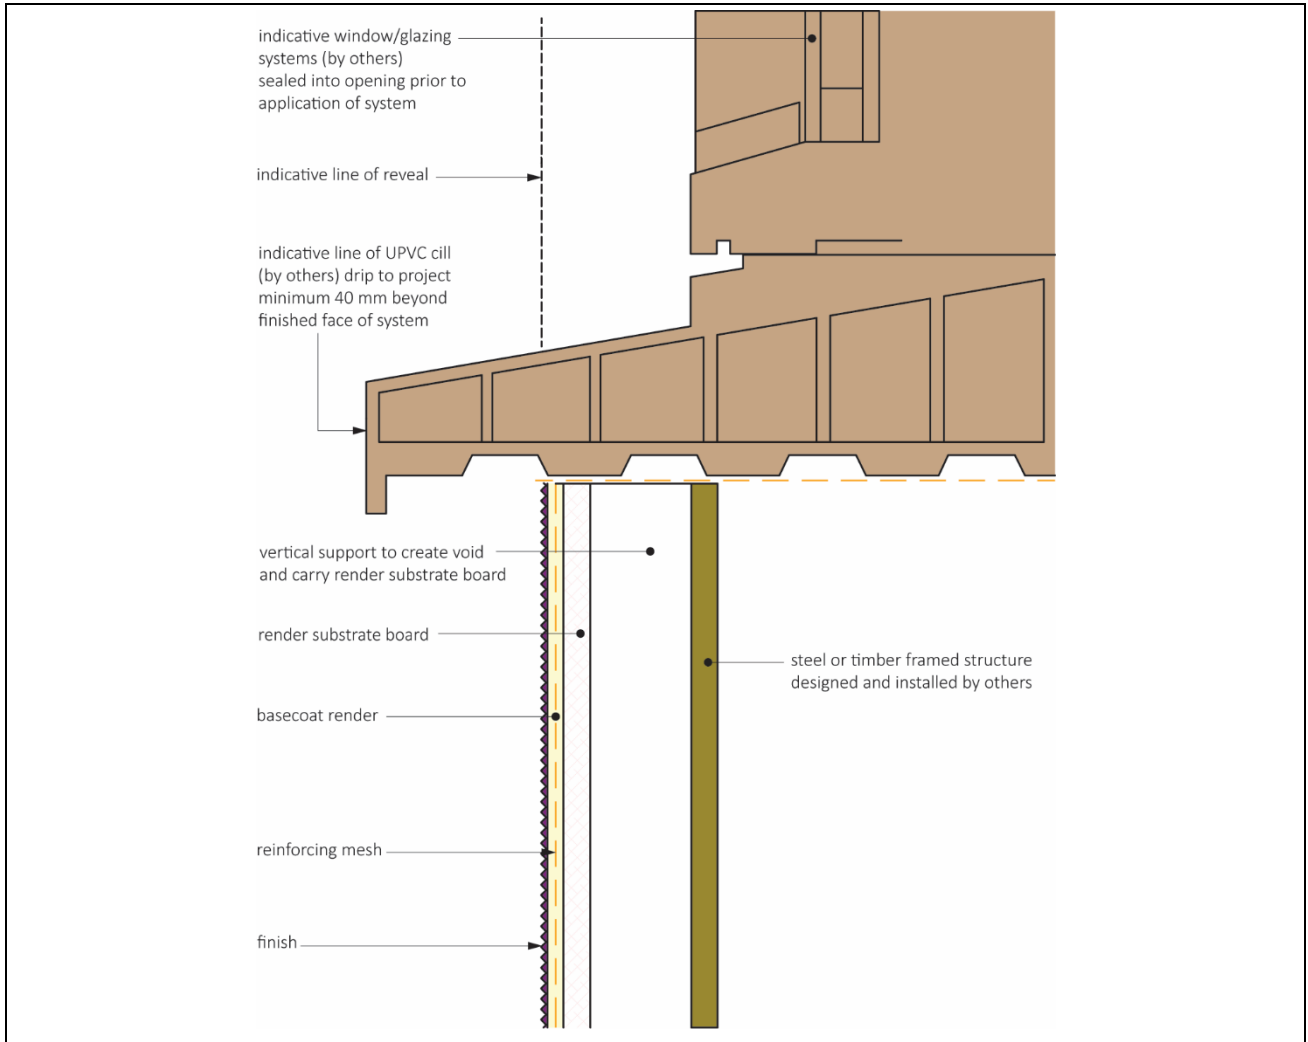 indicative window/glazing
systems (by others)
sealed into opening prior to
application of system
indicative line of reveal
indicative line of UPVC cill
(by others) drip to project
minimum 40 mm beyond
finished face of system
vertical support to create void
and carry render substrate board
render substrate board
steel or timber framed structure
designed and installed by others
basecoat render
reinforcing mesh
finish